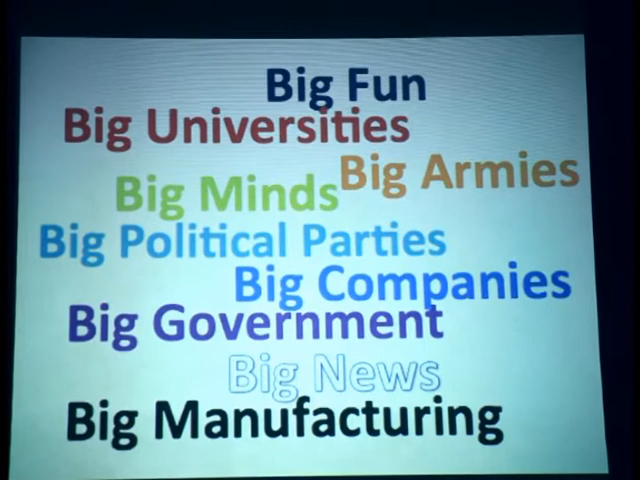 Big Fun
Big Universities
Big Armies
Big Minds
Big Political Parties
Big Companies
Big Government
Big News
Big Manufacturing